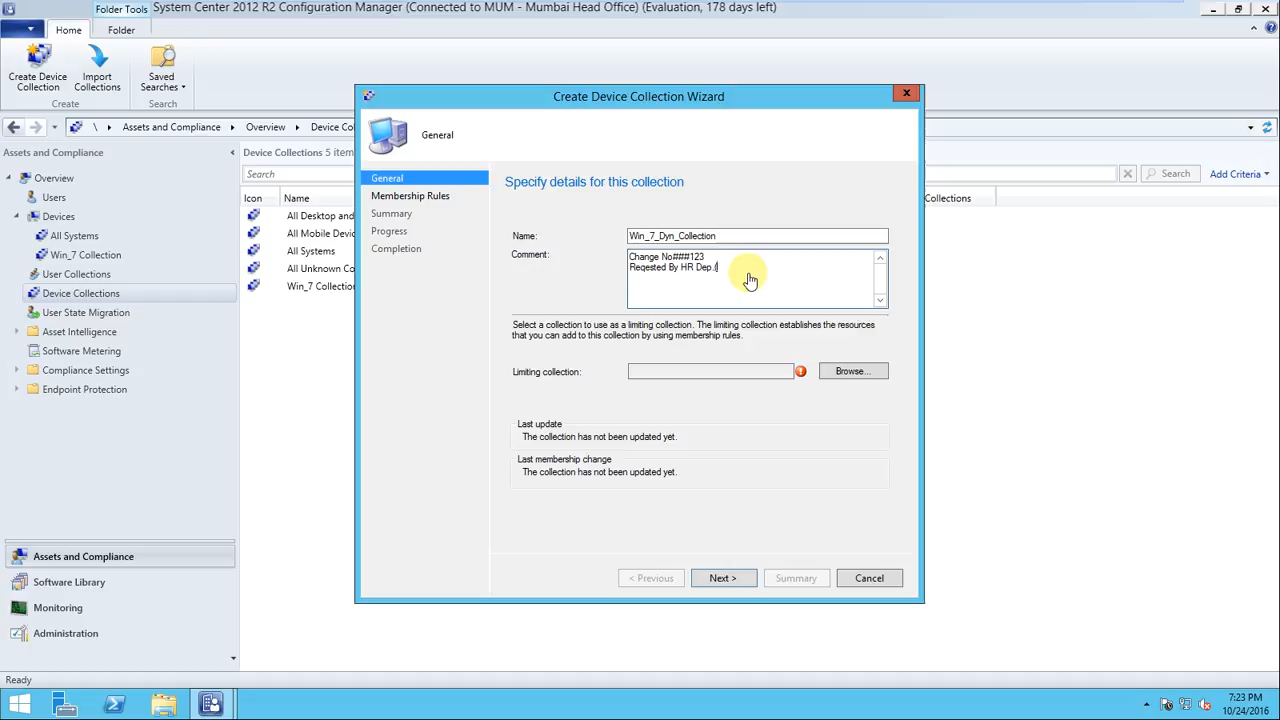 Folder Tools
System Center 2012 R2 Configuration Manager (Connected to MUM - Mumbai Head Office) (Evaluation, 178 days left)
Home
Folder
Create Device
Collection
Import
Collections
Saved
Searches
Create
Search
\ Assets and Compliance Overview Device Col
Assets and Compliance
Overview
Users
Devices
All Systems
Win_7 Collection
User Collections
Device Collections
User State Migration
Asset Intelligence
Software Metering
Compliance Settings
Endpoint Protection
Assets and Compliance
Software Library
Monitoring
Administration
Device Collections 5 item
Search
Search
Add Criteria
Icon Name
Collections
All Desktop and
All Mobile Devi
All Systems
All Unknown Co
Win_7 Collection
Create Device Collection Wizard
General
General
Membership Rules
Summary
Progress
Completion
Specify details for this collection
Name: Win_7_Dyn_Collection
Comment: Change No###123
Reqested By HR Dep.(
Select a collection to use as a limiting collection. The limiting collection establishes the resources
that you can add to this collection by using membership rules.
Limiting collection:
Browse...
Last update
The collection has not been updated yet.
Last membership change
The collection has not been updated yet.
< Previous
Next >
Summary
Cancel
Ready
7:23 PM
10/24/2016